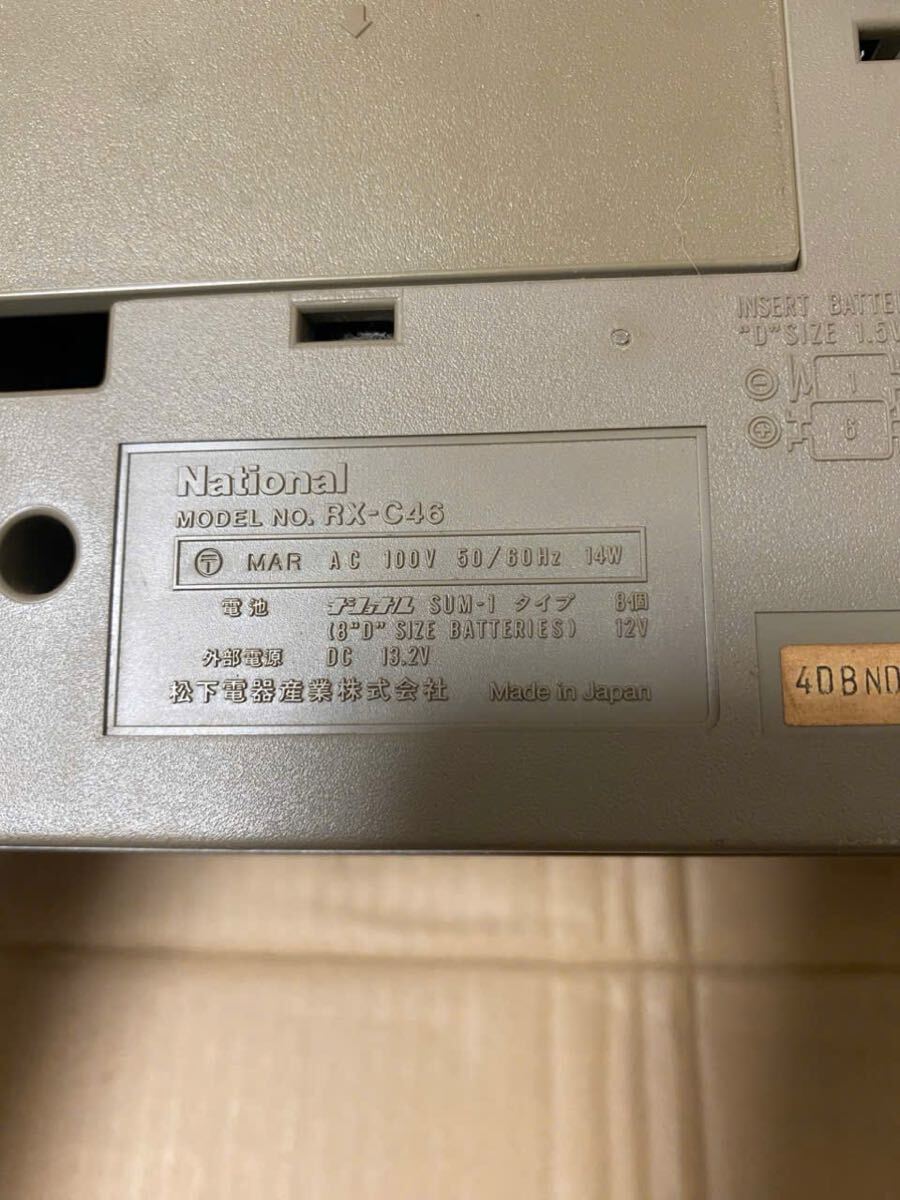 INSERT BATTE
"D" SIZE 1.5V
⊖ 1
⊕ 6
National
MODEL NO. RX-C46
〒 MAR AC 100V 50/60Hz 14W
電池 ナショナル SUM-1 タイプ 8個
(8"D" SIZE BATTERIES) 12V
外部電源 DC 13.2V
松下電器産業株式会社 Made in Japan
4DBND